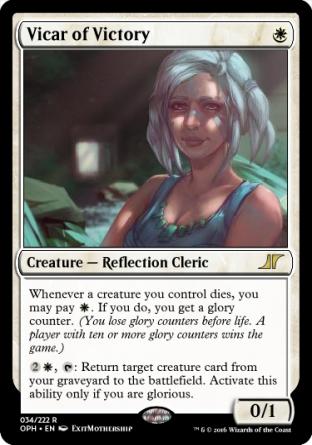 Vicar of Victory
Creature — Reflection Cleric
Whenever a creature you control dies, you
may pay. If you do, you get a glory
counter. (You lose glory counters before life. A
player with ten or more glory counters wins
the game.)
2, : Return target creature card from
your graveyard to the battlefield. Activate this
ability only if you are glorious.
0/1
034/222 R
OPH • EN ExitMothership
™ & © 2016 Wizards of the Coast